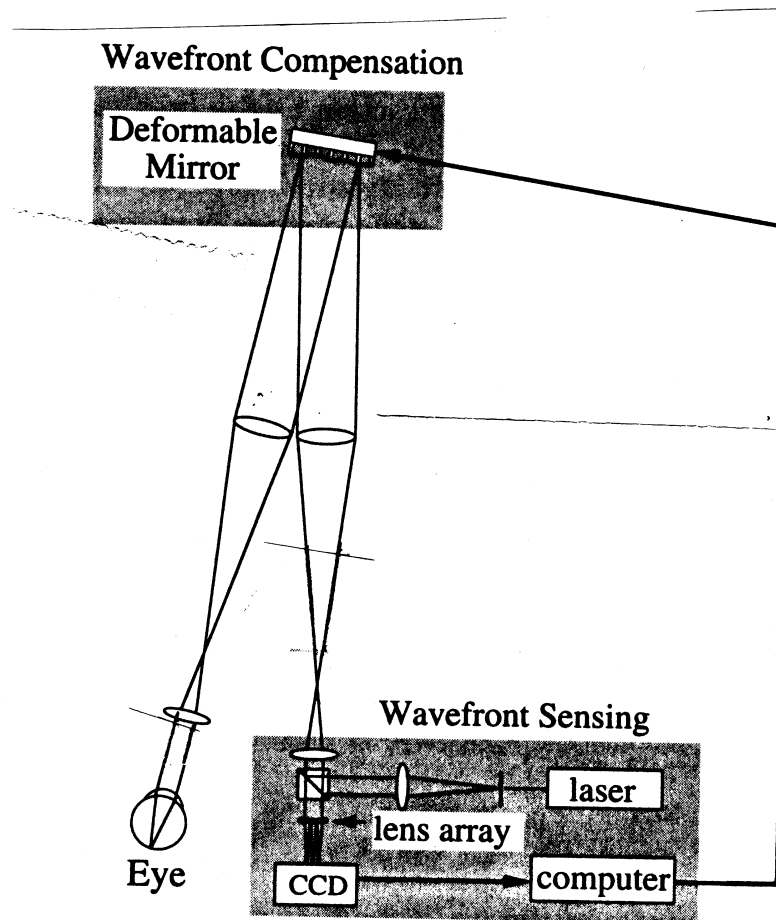 Wavefront Compensation
Deformable
Mirror
Wavefront Sensing
laser
lens array
Eye
CCD
computer